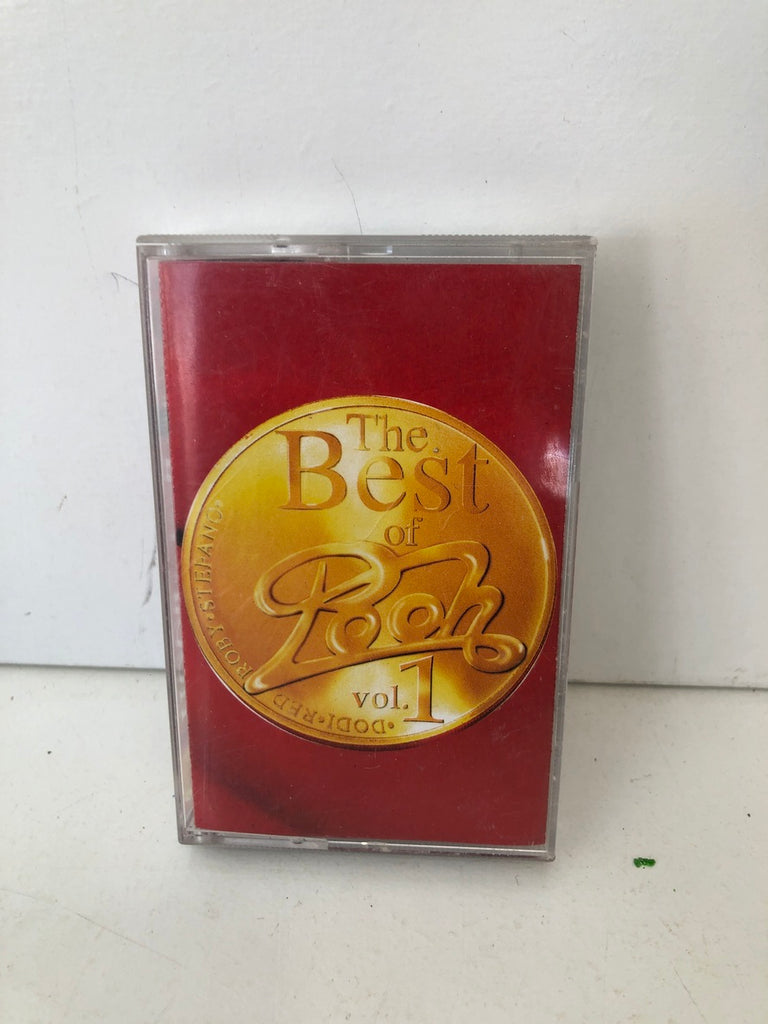 The
Best
of
Pooh
vol. 1
•DODI•RED•ROBY•STEFANO•